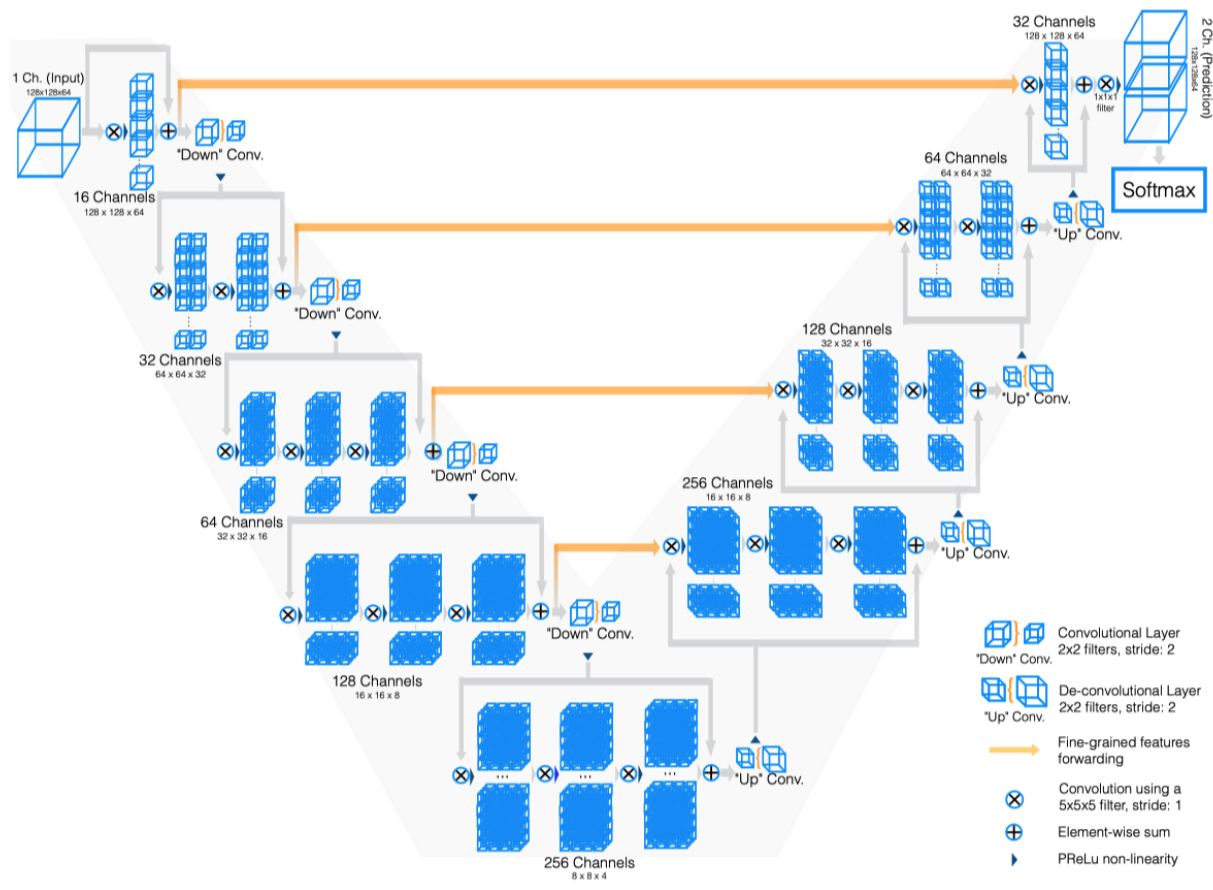 1 Ch. (Input)
128x128x64
"Down" Conv.
16 Channels
128 x 128 x 64
"Down" Conv.
32 Channels
64 x 64 x 32
"Down" Conv.
64 Channels
32 x 32 x 16
"Down" Conv.
128 Channels
16 x 16 x 8
...
...
...
256 Channels
8 x 8 x 4
"Up" Conv.
256 Channels
16 x 16 x 8
"Up" Conv.
128 Channels
32 x 32 x 16
"Up" Conv.
64 Channels
64 x 64 x 32
"Up" Conv.
32 Channels
128 x 128 x 64
1x1x1
filter
2 Ch. (Prediction)
128x128x64
Softmax
"Down" Conv.
Convolutional Layer
2x2 filters, stride: 2
"Up" Conv.
De-convolutional Layer
2x2 filters, stride: 2
Fine-grained features
forwarding
Convolution using a
5x5x5 filter, stride: 1
Element-wise sum
PReLu non-linearity